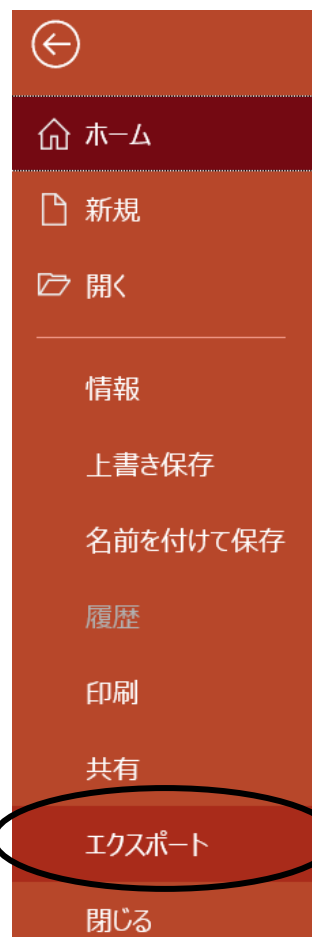 ホーム
新規
開く
情報
上書き保存
名前を付けて保存
履歴
印刷
共有
エクスポート
閉じる